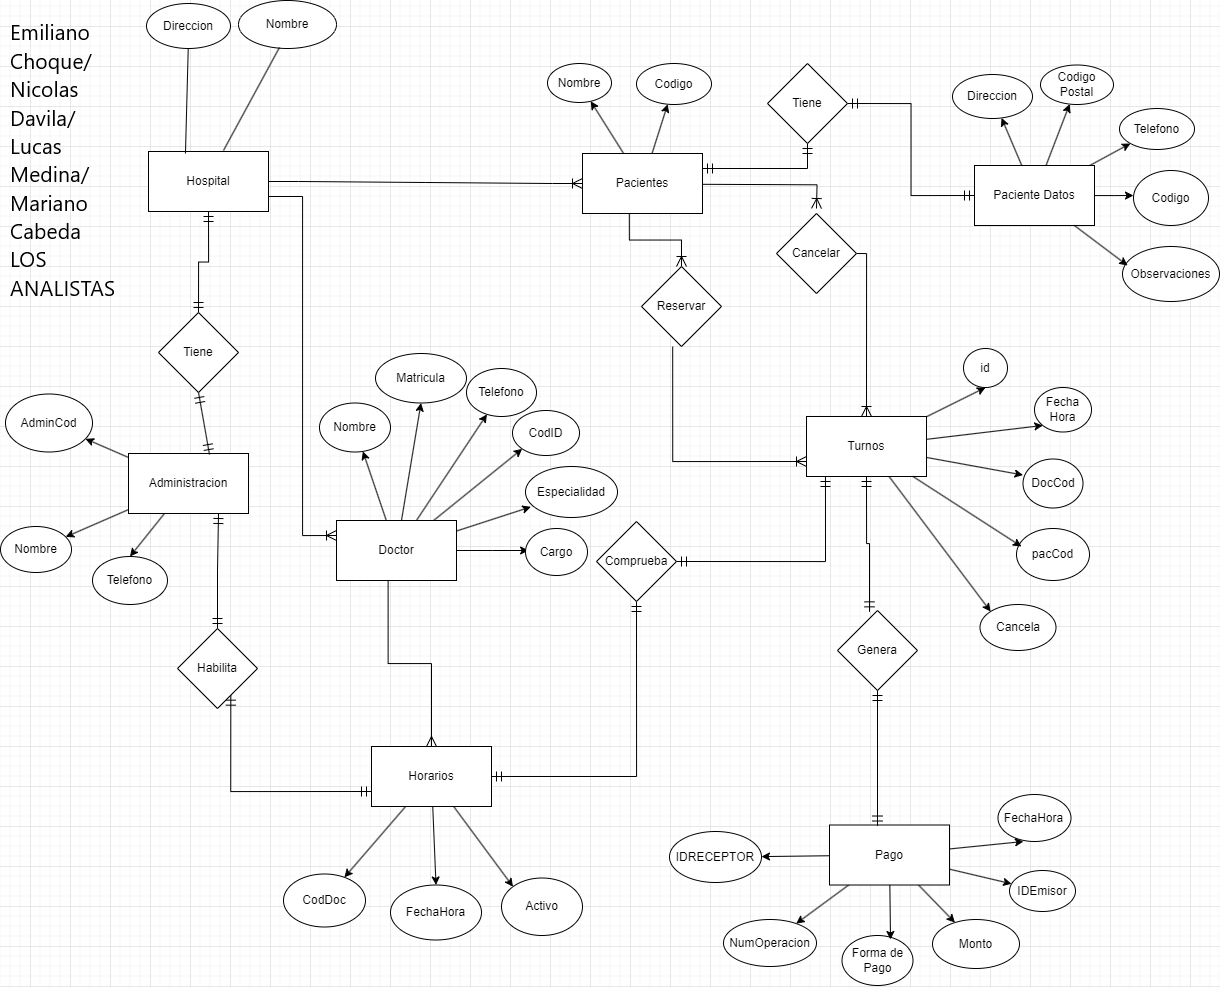 Emiliano
Choque/
Nicolas
Davila/
Lucas
Medina/
Mariano
Cabeda
LOS
ANALISTAS
Direccion
Nombre
Hospital
Nombre
Codigo
Pacientes
Tiene
Direccion
Codigo
Postal
Telefono
Paciente Datos
Codigo
Observaciones
Cancelar
Reservar
Tiene
AdminCod
Administracion
Nombre
Telefono
Matricula
Telefono
Nombre
CodID
Especialidad
Doctor
Cargo
id
Fecha
Hora
Turnos
DocCod
pacCod
Cancela
Comprueba
Genera
Habilita
Horarios
CodDoc
FechaHora
Activo
FechaHora
IDRECEPTOR
Pago
IDEmisor
NumOperacion
Forma de
Pago
Monto